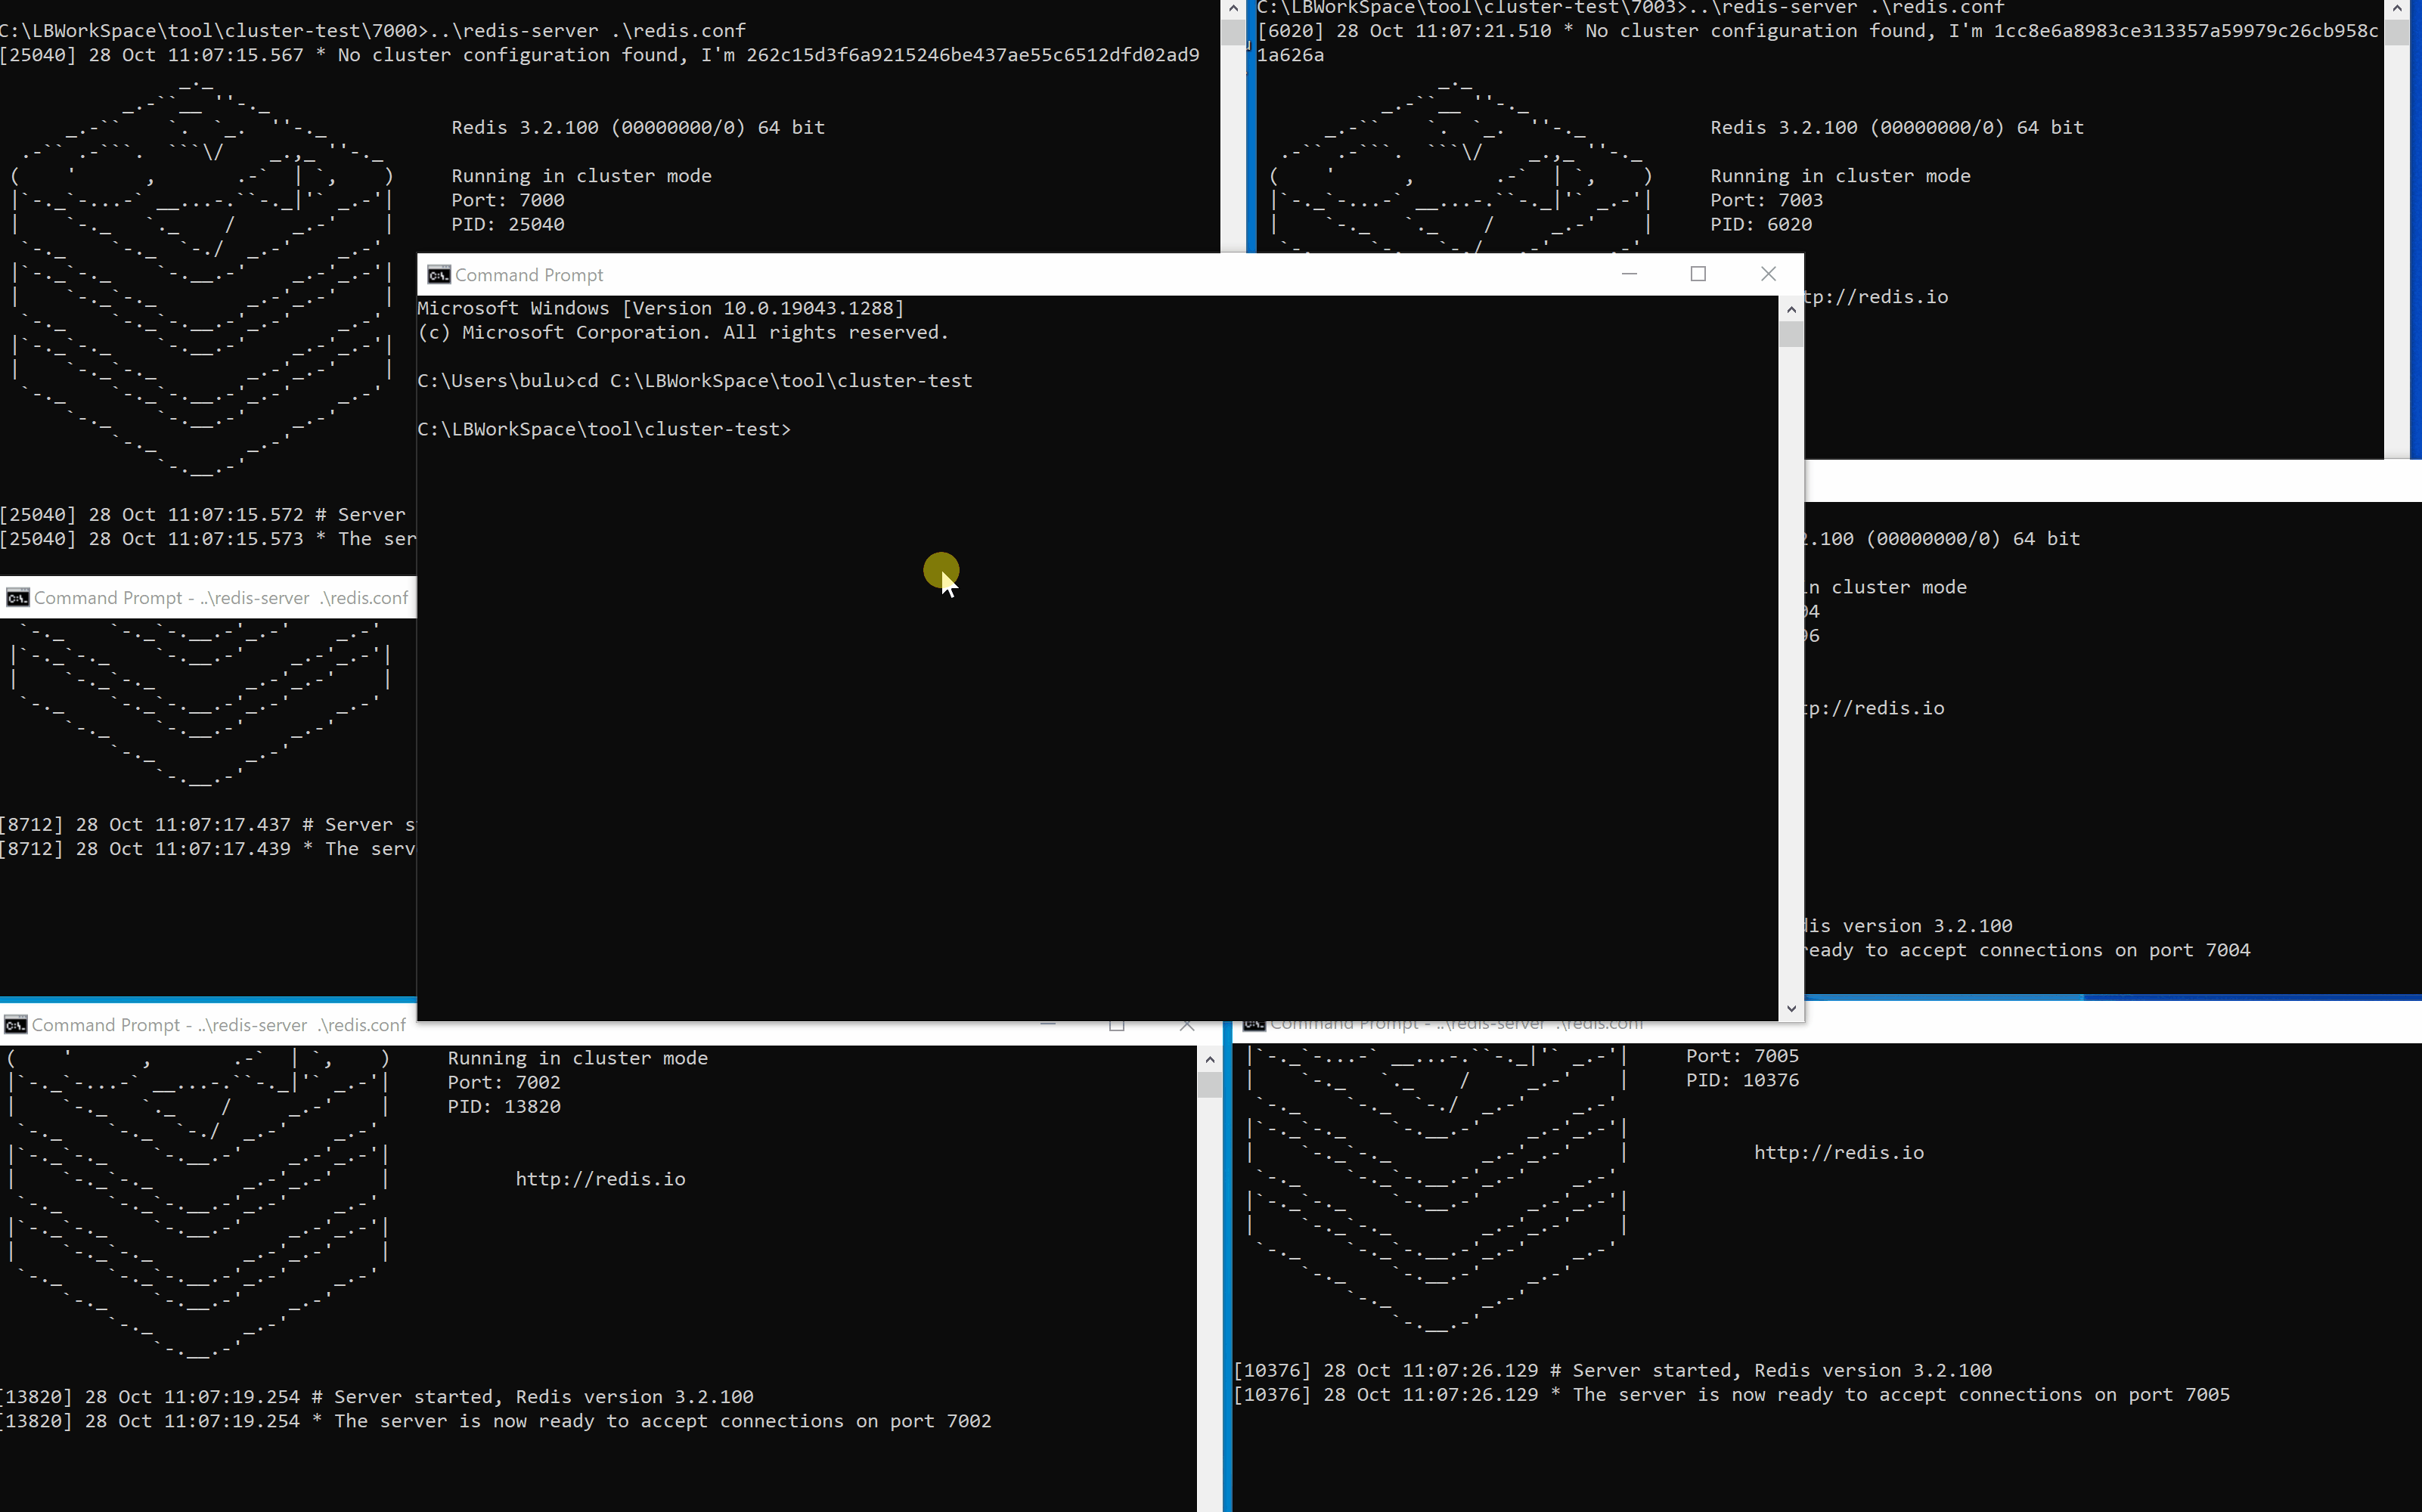 C:\LBWorkSpace\tool\cluster-test\7000>..\redis-server .\redis.conf
[25040] 28 Oct 11:07:15.567 * No cluster configuration found, I'm 262c15d3f6a9215246be437ae55c6512dfd02ad9
Redis 3.2.100 (00000000/0) 64 bit
Running in cluster mode
Port: 7000
PID: 25040
[25040] 28 Oct 11:07:15.572 # Server
[25040] 28 Oct 11:07:15.573 * The ser
C:\LBWorkSpace\tool\cluster-test\7003>..\redis-server .\redis.conf
[6020] 28 Oct 11:07:21.510 * No cluster configuration found, I'm 1cc8e6a8983ce313357a59979c26cb958c
1a626a
Redis 3.2.100 (00000000/0) 64 bit
Running in cluster mode
Port: 7003
PID: 6020
tp://redis.io
Command Prompt
Microsoft Windows [Version 10.0.19043.1288]
(c) Microsoft Corporation. All rights reserved.
C:\Users\bulu>cd C:\LBWorkSpace\tool\cluster-test
C:\LBWorkSpace\tool\cluster-test>
Command Prompt - ..\redis-server .\redis.conf
[8712] 28 Oct 11:07:17.437 # Server s
[8712] 28 Oct 11:07:17.439 * The serv
2.100 (00000000/0) 64 bit
in cluster mode
04
96
tp://redis.io
dis version 3.2.100
ready to accept connections on port 7004
Command Prompt - ..\redis-server .\redis.conf
Running in cluster mode
Port: 7002
PID: 13820
http://redis.io
[13820] 28 Oct 11:07:19.254 # Server started, Redis version 3.2.100
[13820] 28 Oct 11:07:19.254 * The server is now ready to accept connections on port 7002
Command Prompt - ..\redis-server .\redis.conf
Port: 7005
PID: 10376
http://redis.io
[10376] 28 Oct 11:07:26.129 # Server started, Redis version 3.2.100
[10376] 28 Oct 11:07:26.129 * The server is now ready to accept connections on port 7005